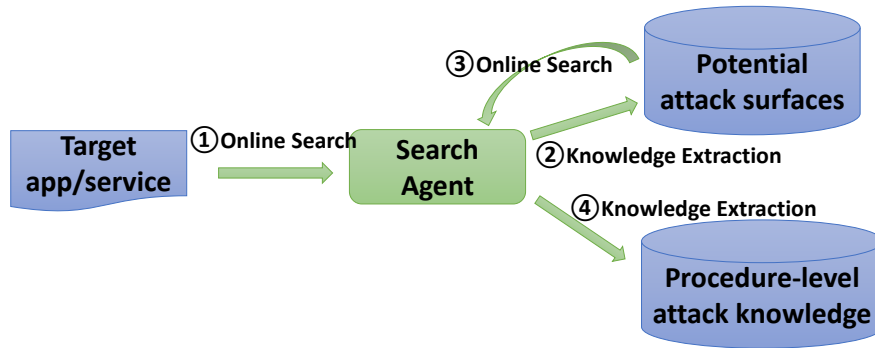 ③Online Search
Potential
attack surfaces
①Online Search
Target
app/service
Search
Agent
②Knowledge Extraction
④Knowledge Extraction
Procedure-level
attack knowledge